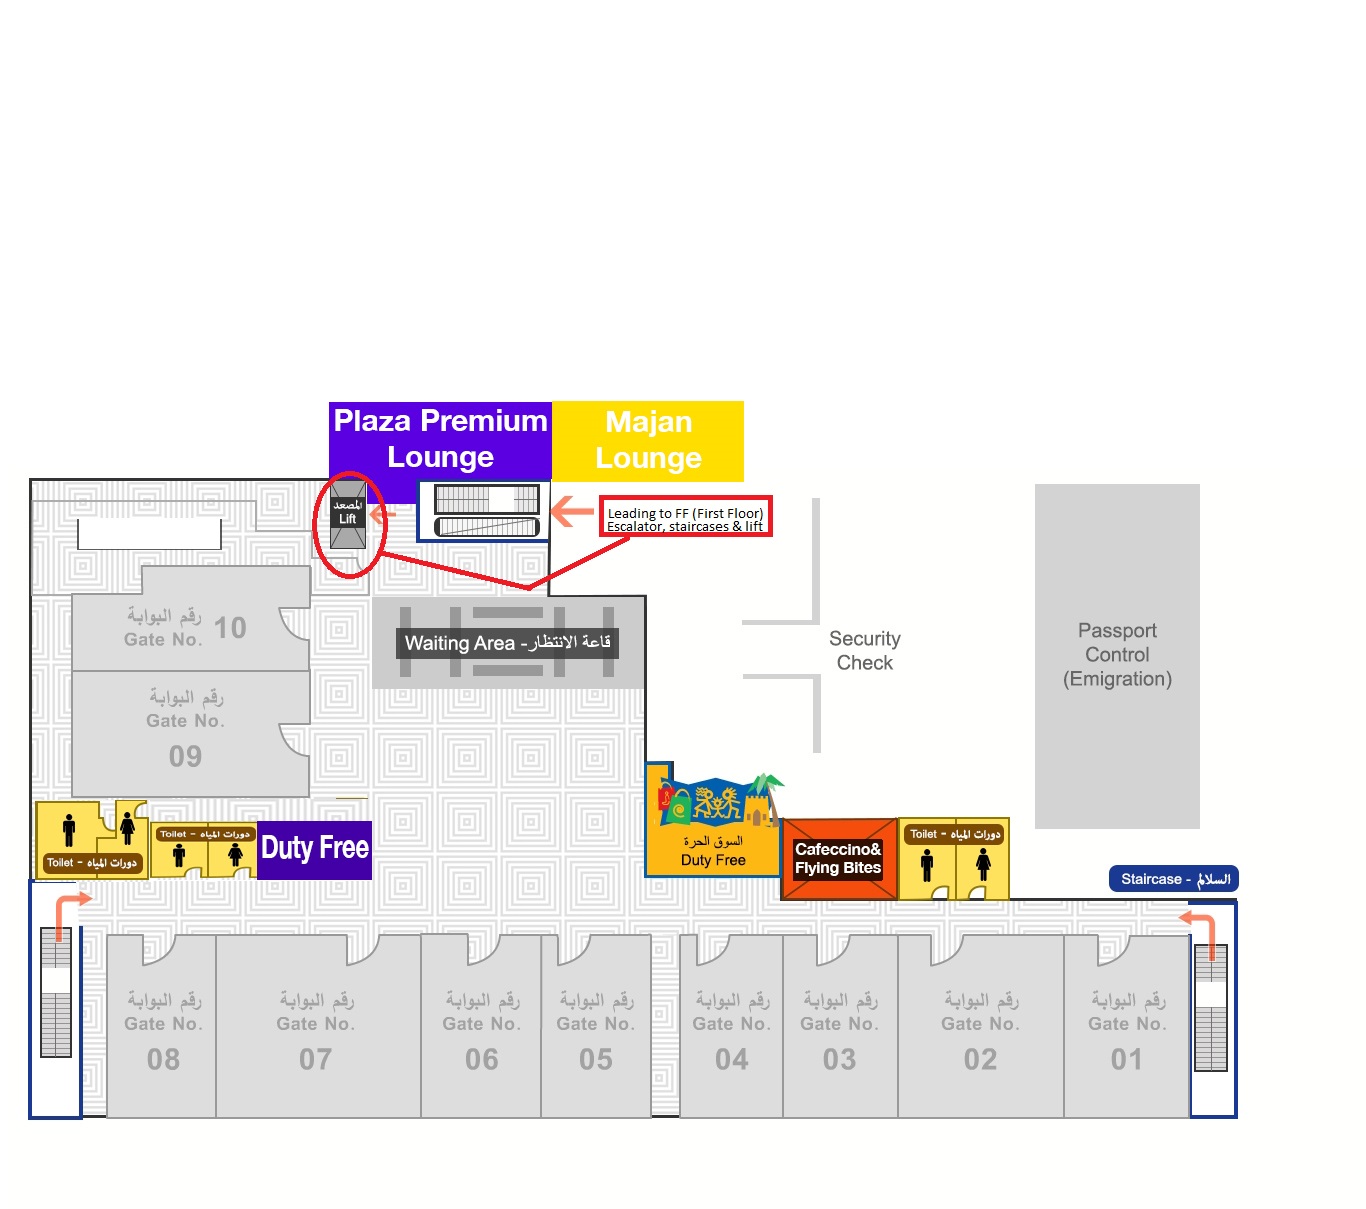 Plaza Premium
Lounge
Majan
Lounge
المصعد
Lift
Leading to FF (First Floor)
Escalator, staircases & lift
رقم البوابة
Gate No. 10
Waiting Area - قاعة الانتظار
Security
Check
Passport
Control
(Emigration)
رقم البوابة
Gate No.
09
Toilet - دورات المياه
Toilet - دورات المياه
Duty Free
السوق الحرة
Duty Free
Cafeccino&
Flying Bites
Toilet - دورات المياه
Staircase - السلالم
رقم البوابة
Gate No.
08
رقم البوابة
Gate No.
07
رقم البوابة
Gate No.
06
رقم البوابة
Gate No.
05
رقم البوابة
Gate No.
04
رقم البوابة
Gate No.
03
رقم البوابة
Gate No.
02
رقم البوابة
Gate No.
01